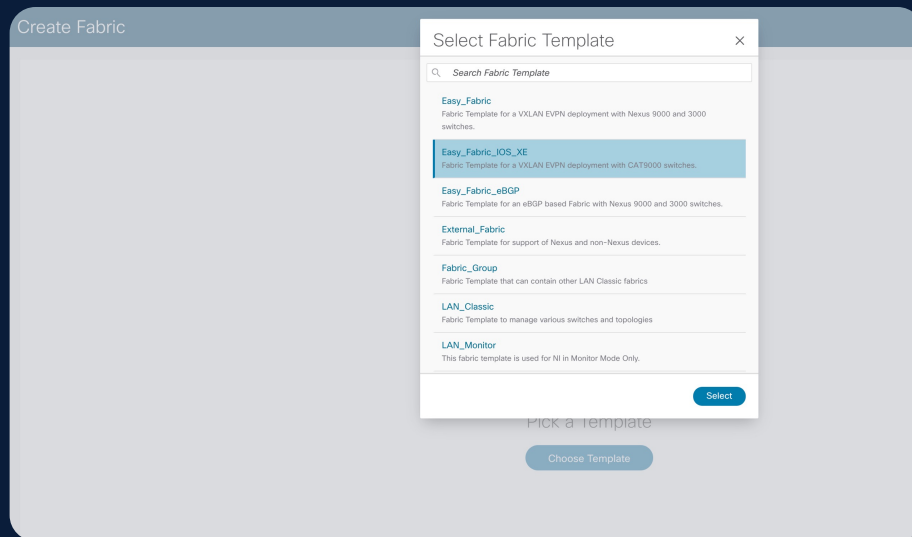 Create Fabric
Select Fabric Template
Search Fabric Template
Easy_Fabric
Fabric Template for a VXLAN EVPN deployment with Nexus 9000 and 3000
switches.
Easy_Fabric_IOS_XE
Fabric Template for a VXLAN EVPN deployment with CAT9000 switches.
Easy_Fabric_eBGP
Fabric Template for an eBGP based Fabric with Nexus 9000 and 3000 switches.
External_Fabric
Fabric Template for support of Nexus and non-Nexus devices.
Fabric_Group
Fabric Template that can contain other LAN Classic fabrics
LAN_Classic
Fabric Template to manage various switches and topologies
LAN_Monitor
This fabric template is used for NI in Monitor Mode Only.
Select
Pick a Template
Choose Template